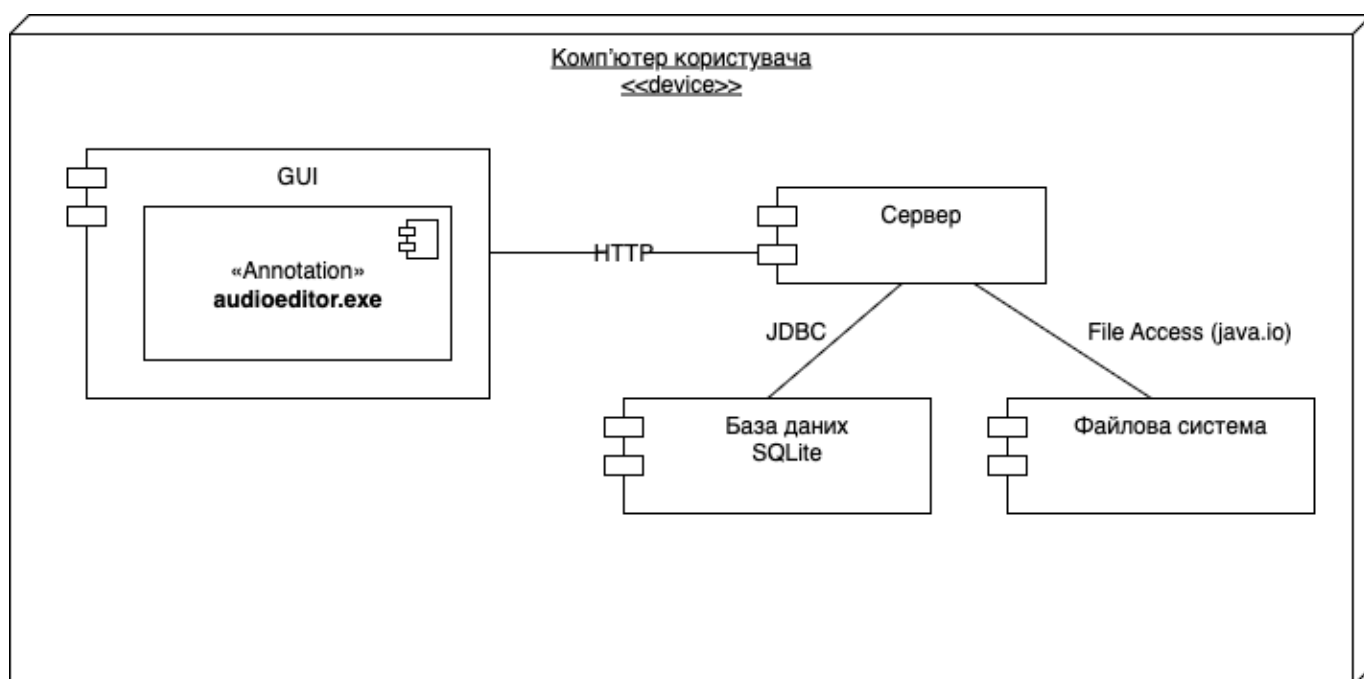 Комп'ютер користувача
<<device>>
GUI
«Annotation»
audioeditor.exe
HTTP
Сервер
JDBC
File Access (java.io)
База даних
SQLite
Файлова система